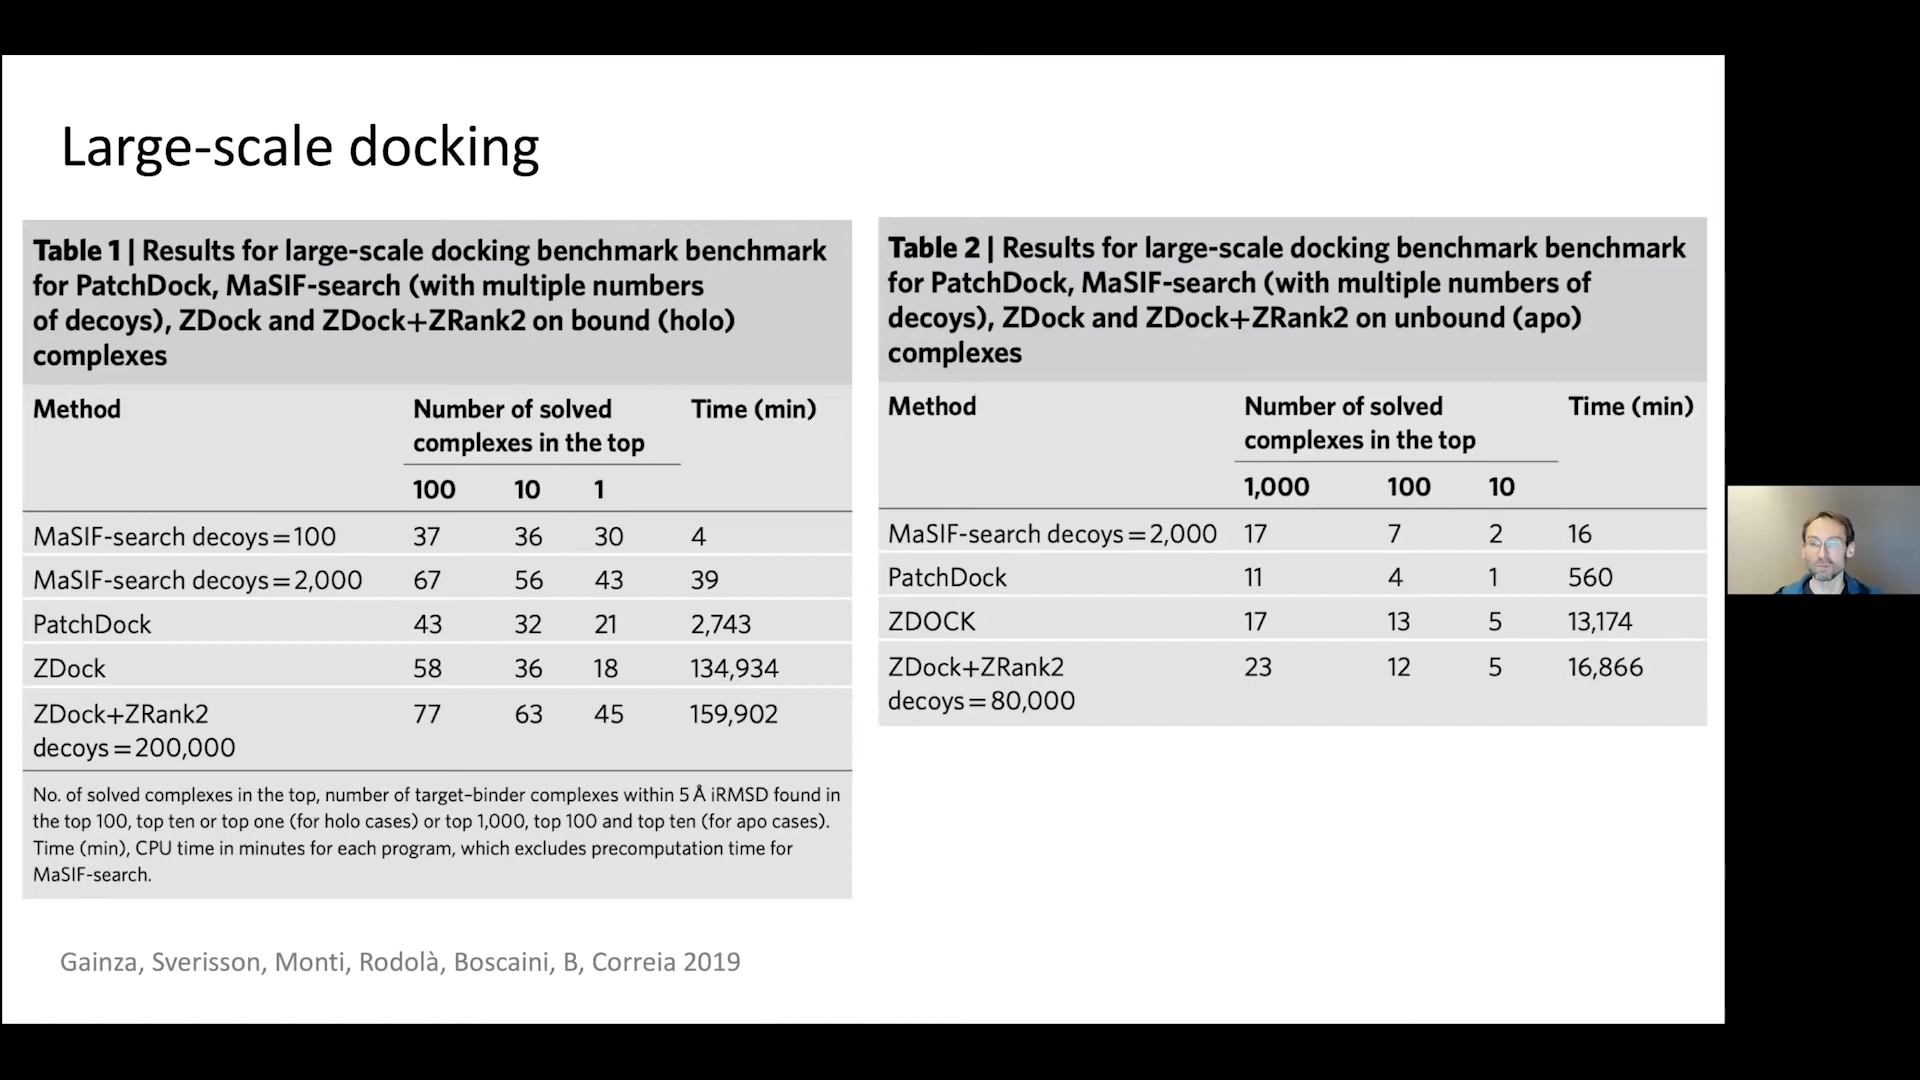 Large-scale docking
Table 1 | Results for large-scale docking benchmark benchmark
for PatchDock, MaSIF-search (with multiple numbers
of decoys), ZDock and ZDock+ZRank2 on bound (holo)
complexes
Method Number of solved Time (min)
complexes in the top
100 10 1
MaSIF-search decoys=100 37 36 30 4
MaSIF-search decoys=2,000 67 56 43 39
PatchDock 43 32 21 2,743
ZDock 58 36 18 134,934
ZDock+ZRank2 77 63 45 159,902
decoys=200,000
No. of solved complexes in the top, number of target–binder complexes within 5 Å iRMSD found in
the top 100, top ten or top one (for holo cases) or top 1,000, top 100 and top ten (for apo cases).
Time (min), CPU time in minutes for each program, which excludes precomputation time for
MaSIF-search.
Table 2 | Results for large-scale docking benchmark benchmark
for PatchDock, MaSIF-search (with multiple numbers of
decoys), ZDock and ZDock+ZRank2 on unbound (apo)
complexes
Method Number of solved Time (min)
complexes in the top
1,000 100 10
MaSIF-search decoys=2,000 17 7 2 16
PatchDock 11 4 1 560
ZDOCK 17 13 5 13,174
ZDock+ZRank2 23 12 5 16,866
decoys=80,000
Gainza, Sverisson, Monti, Rodolà, Boscaini, B, Correia 2019